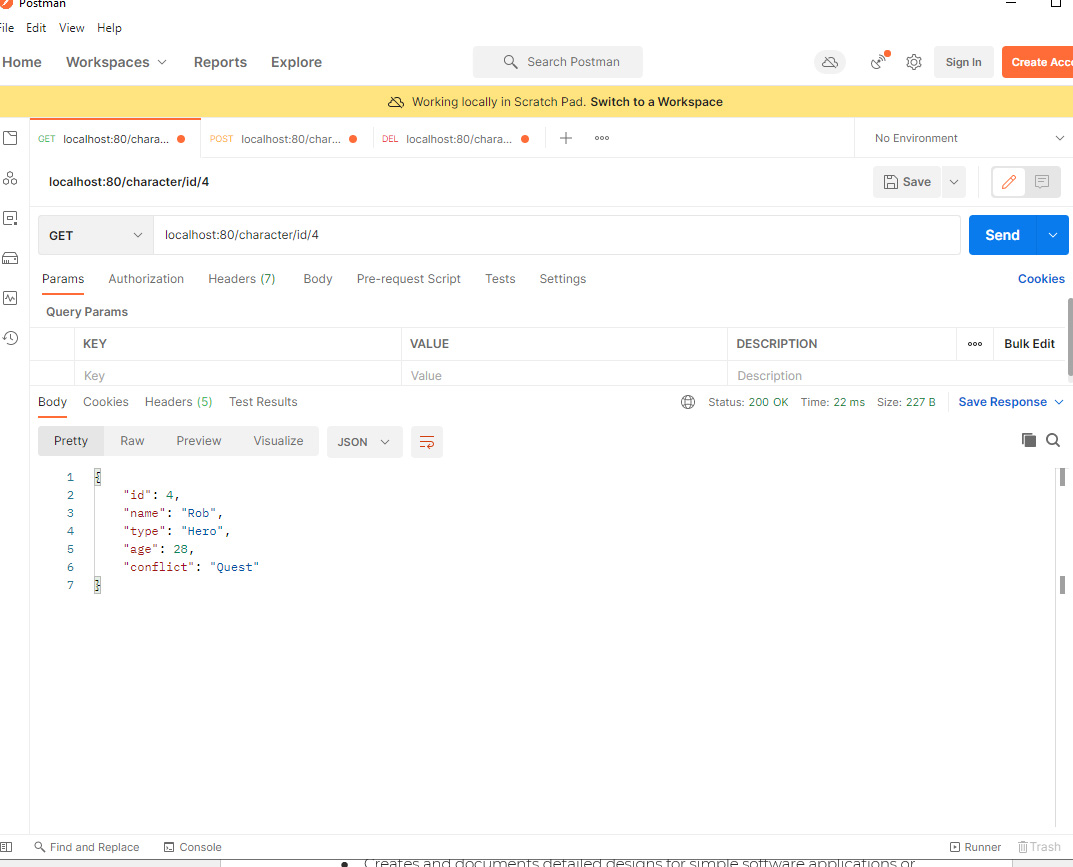 Postman
File Edit View Help
Home Workspaces Reports Explore Search Postman Sign In Create Acc
Working locally in Scratch Pad. Switch to a Workspace
GET localhost:80/chara... POST localhost:80/char... DEL localhost:80/chara... No Environment
localhost:80/character/id/4 Save
GET localhost:80/character/id/4 Send
Params Authorization Headers (7) Body Pre-request Script Tests Settings Cookies
Query Params
KEY VALUE DESCRIPTION Bulk Edit
Key Value Description
Body Cookies Headers (5) Test Results Status: 200 OK Time: 22 ms Size: 227 B Save Response
Pretty Raw Preview Visualize JSON
1 {
2 "id": 4,
3 "name": "Rob",
4 "type": "Hero",
5 "age": 28,
6 "conflict": "Quest"
7 }
Find and Replace Console Runner Trash
Creates and documents detailed designs for simple software applications or